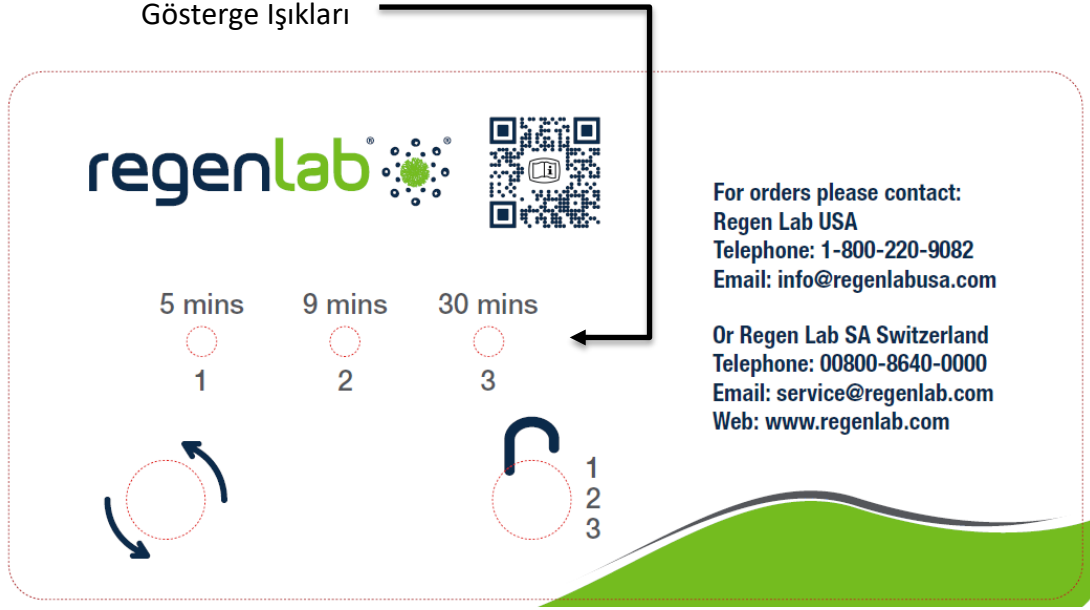 Gösterge Işıkları
regenlab®
®
For orders please contact:
Regen Lab USA
Telephone: 1-800-220-9082
Email: info@regenlabusa.com
Or Regen Lab SA Switzerland
Telephone: 00800-8640-0000
Email: service@regenlab.com
Web: www.regenlab.com
5 mins 9 mins 30 mins
1 2 3
1
2
3